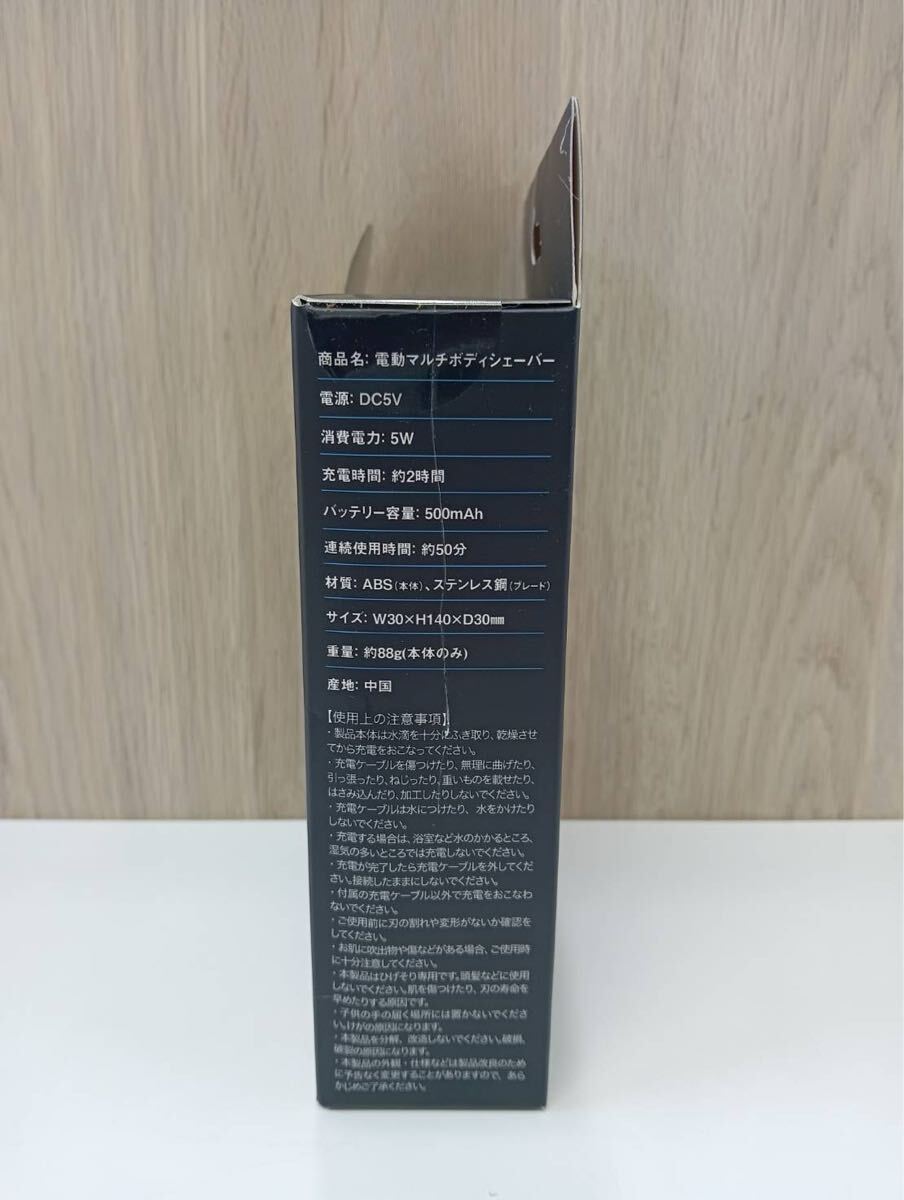 商品名: 電動マルチボディシェーバー
電源: DC5V
消費電力: 5W
充電時間: 約2時間
バッテリー容量: 500mAh
連続使用時間: 約50分
材質: ABS(本体)、ステンレス鋼(ブレード)
サイズ: W30×H140×D30㎜
重量: 約88g(本体のみ)
産地: 中国
【使用上の注意事項】
・製品本体は水滴を十分にふき取り、乾燥させ
てから充電をおこなってください。
・充電ケーブルを傷つけたり、無理に曲げたり、
引っ張ったり、ねじったり、重いものを載せたり、
はさみ込んだり、加工したりしないでください。
・充電ケーブルは水につけたり、水をかけたり
しないでください。
・充電する場合は、浴室など水のかかるところ、
湿気の多いところでは充電しないでください。
・充電が完了したら充電ケーブルを外してくだ
さい。接続したままにしないでください。
・付属の充電ケーブル以外で充電をおこなわ
ないでください。
・ご使用前に刃の割れや変形がないか確認を
してください。
・お肌に吹出物や傷などがある場合、ご使用時
に十分注意してください。
・本製品はひげそり専用です。頭髪などに使用
しないでください。肌を傷つけたり、刃の寿命を
早めたりする原因です。
・子供の手の届く場所には置かないでくださ
い。けがの原因になります。
・本製品を分解、改造しないでください。破損、
破裂の原因になります。
・本製品の外観・仕様などは製品改良のため
に予告なく変更することがありますので、あら
かじめご了承ください。